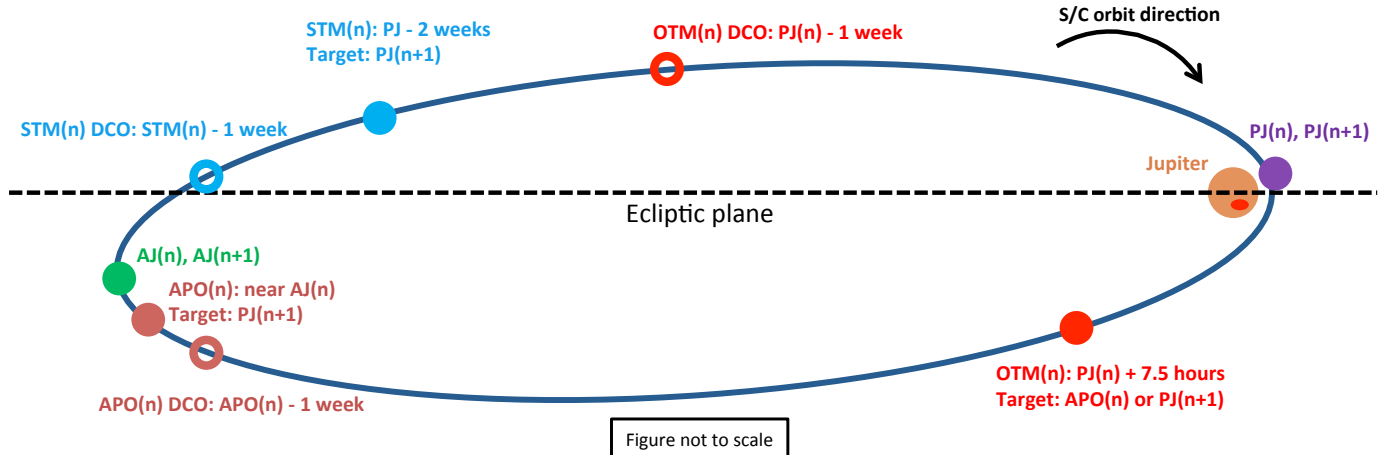 STM(n): PJ - 2 weeks
Target: PJ(n+1)
OTM(n) DCO: PJ(n) - 1 week
S/C orbit direction
STM(n) DCO: STM(n) - 1 week
PJ(n), PJ(n+1)
Jupiter
Ecliptic plane
AJ(n), AJ(n+1)
APO(n): near AJ(n)
Target: PJ(n+1)
OTM(n): PJ(n) + 7.5 hours
Target: APO(n) or PJ(n+1)
APO(n) DCO: APO(n) - 1 week
Figure not to scale